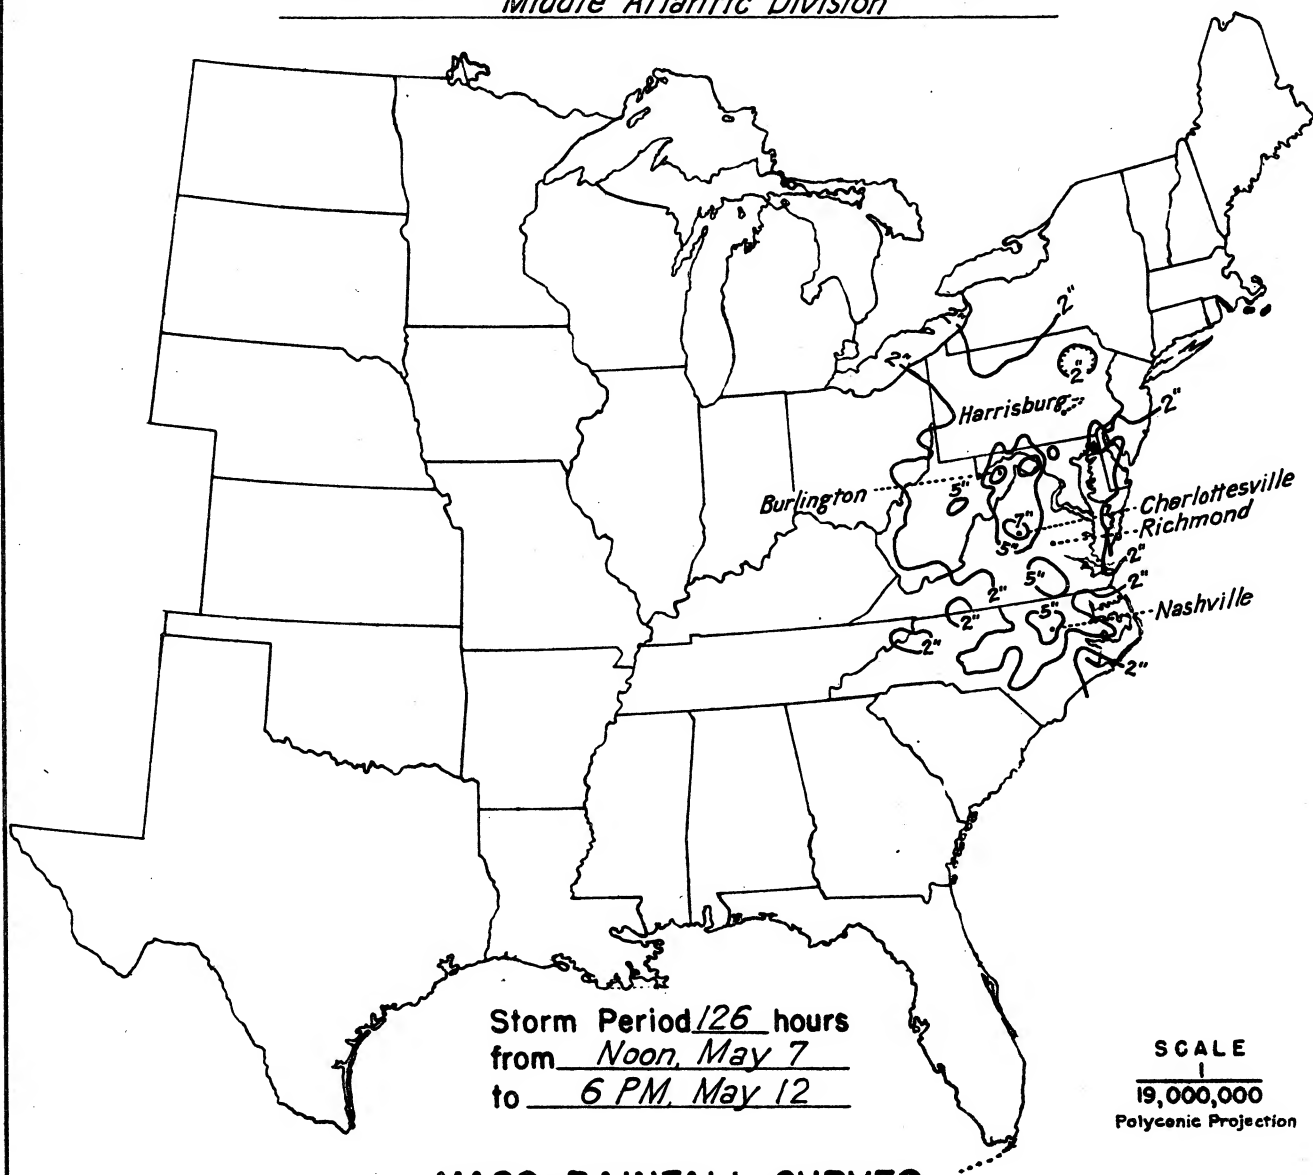 Middle Atlantic Division
2"
2"
2"
Harrisburg
2"
Burlington
5"
Charlottesville
7"
Richmond
5"
2"
5"
2"
2"
2"
5"
Nashville
2"
2"
Storm Period 126 hours
from Noon, May 7
to 6 PM, May 12
SCALE
1
19,000,000
Polyconic Projection
MASS RAINFALL CURVES